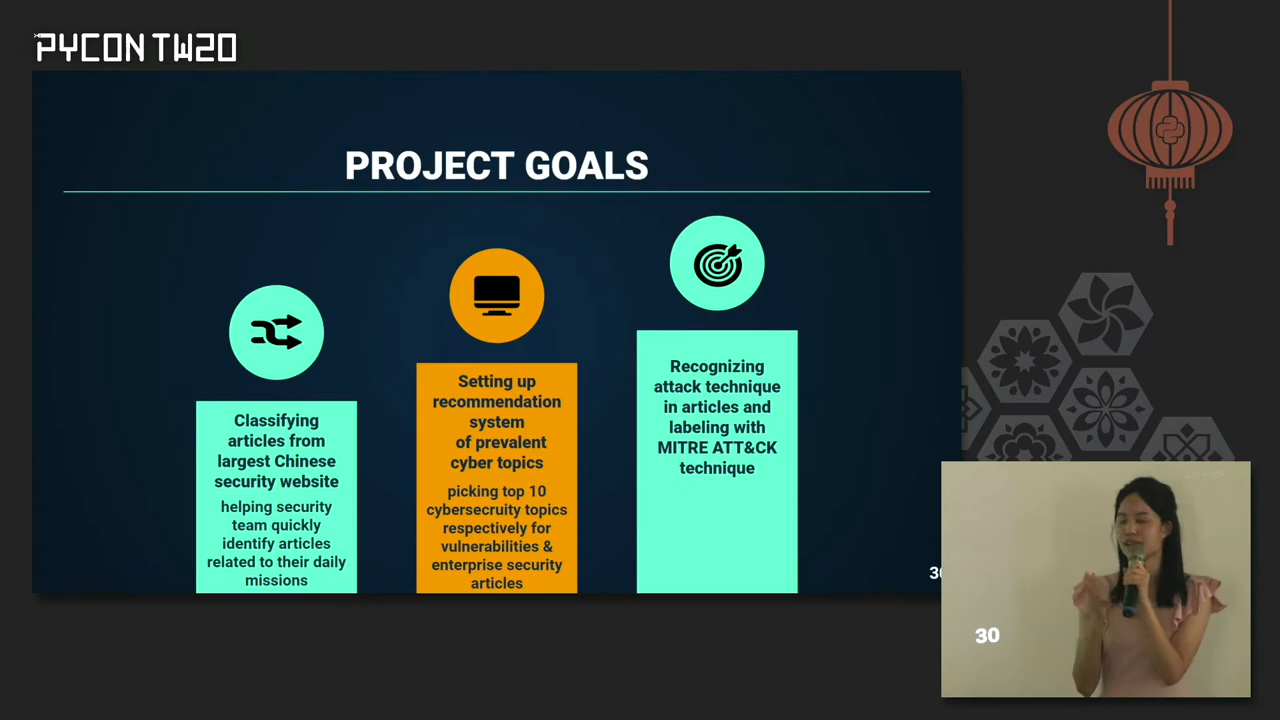 PYCON TW20
PROJECT GOALS
Classifying
articles from
largest Chinese
security website
helping security
team quickly
identify articles
related to their daily
missions
Setting up
recommendation
system
of prevalent
cyber topics
picking top 10
cybersecruity topics
respectively for
vulnerabilities &
enterprise security
articles
Recognizing
attack technique
in articles and
labeling with
MITRE ATT&CK
technique
30
30